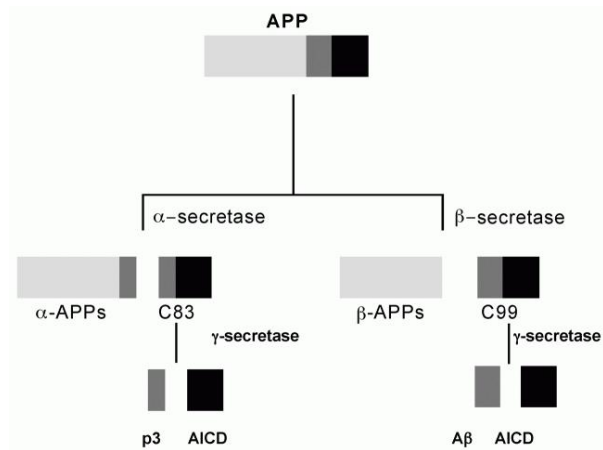 APP
α-secretase
β-secretase
α-APPs
C83
β-APPs
C99
γ-secretase
γ-secretase
p3
AICD
Aβ
AICD